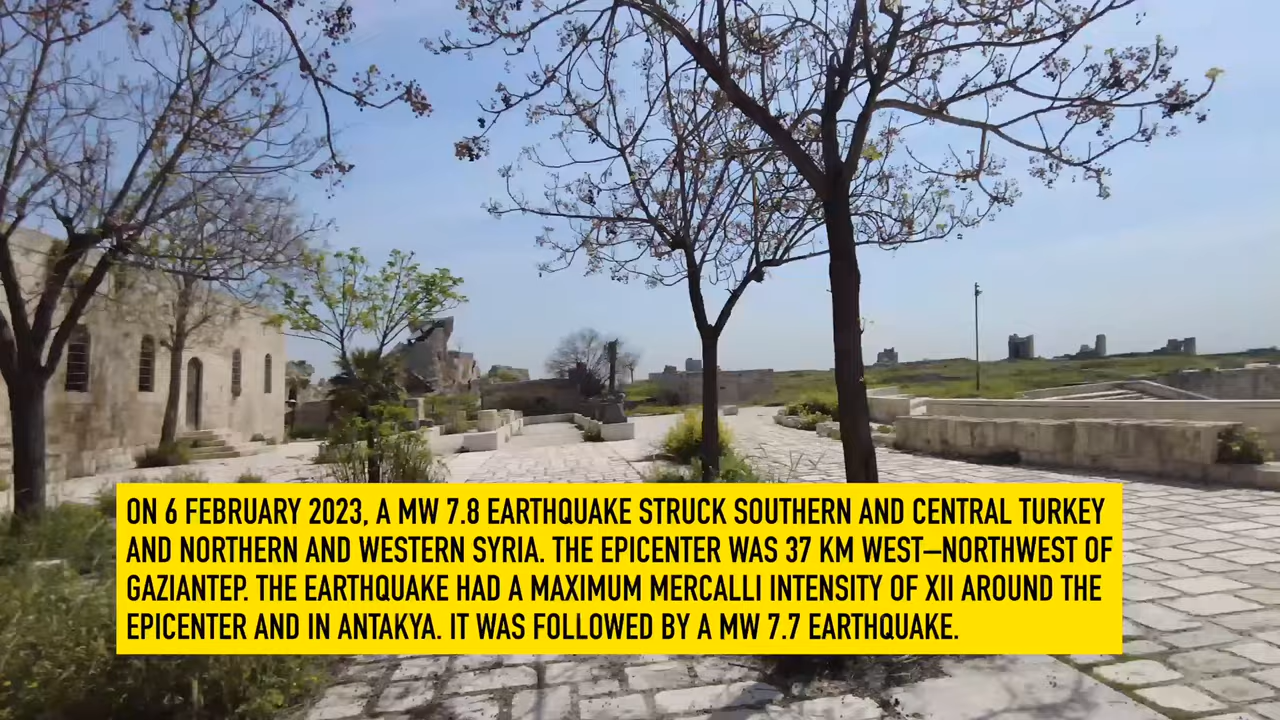 ON 6 FEBRUARY 2023, A MW 7.8 EARTHQUAKE STRUCK SOUTHERN AND CENTRAL TURKEY
AND NORTHERN AND WESTERN SYRIA. THE EPICENTER WAS 37 KM WEST–NORTHWEST OF
GAZIANTEP. THE EARTHQUAKE HAD A MAXIMUM MERCALLI INTENSITY OF XII AROUND THE
EPICENTER AND IN ANTAKYA. IT WAS FOLLOWED BY A MW 7.7 EARTHQUAKE.